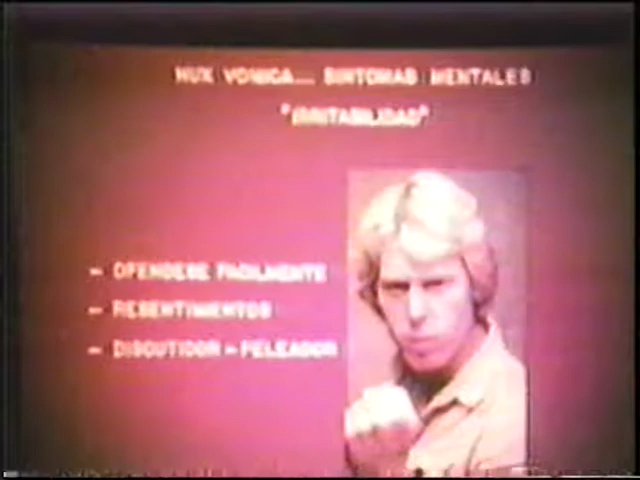 NUX VOMICA... SINTOMAS MENTALES
"IRRITABILIDAD"
- OFENDESE FACILMENTE
- RESENTIMIENTOS
- DISCUTIDOR - PELEADOR